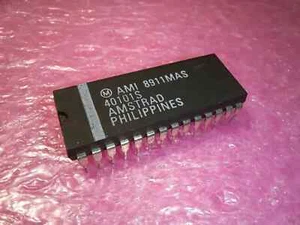 AMI 8911MAS
40101S
AMSTRAD
PHILIPPINES